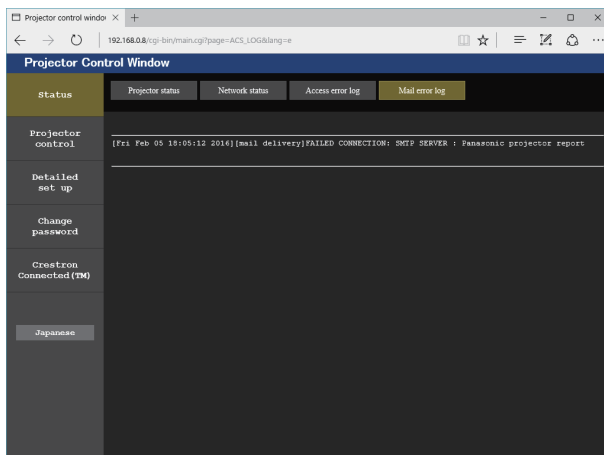 Projector control windo
192.168.0.8/cgi-bin/main.cgi?page=ACS_LOG&lang=e
Projector Control Window
Status
Projector status
Network status
Access error log
Mail error log
Projector
control
[Fri Feb 05 18:05:12 2016][mail delivery]FAILED CONNECTION: SMTP SERVER : Panasonic projector report
Detailed
set up
Change
password
Crestron
Connected(TM)
Japanese